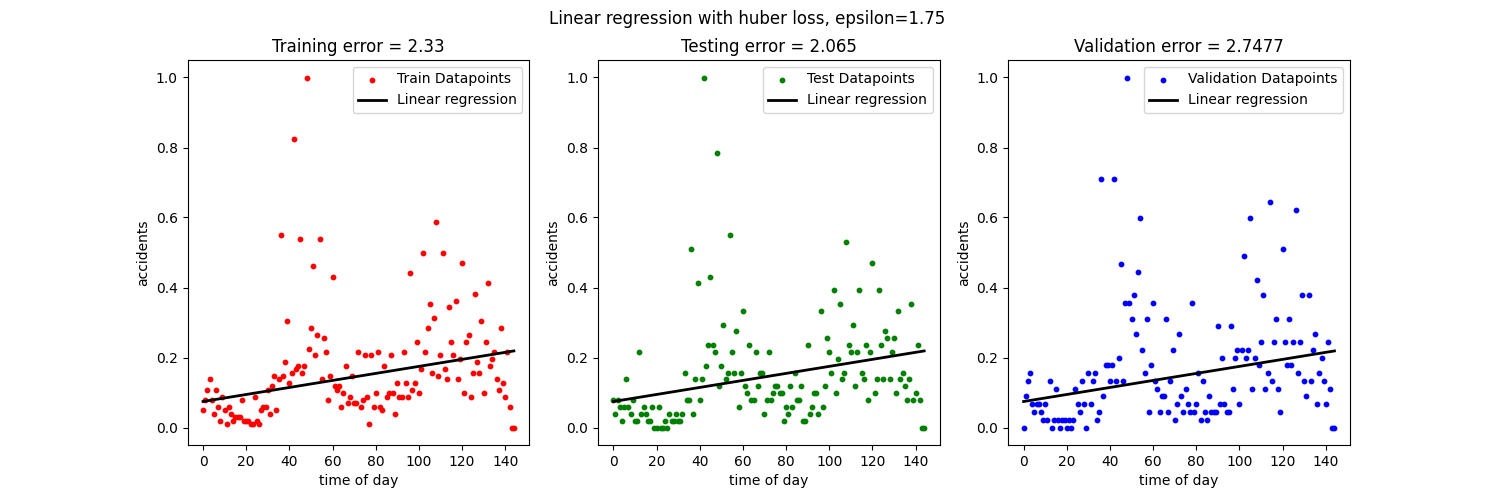 Linear regression with huber loss, epsilon=1.75
Training error = 2.33
1.0
0.8
0.6
0.4
0.2
0.0
accidents
Train Datapoints
Linear regression
0 20 40 60 80 100 120 140
time of day
Testing error = 2.065
1.0
0.8
0.6
0.4
0.2
0.0
accidents
Test Datapoints
Linear regression
0 20 40 60 80 100 120 140
time of day
Validation error = 2.7477
1.0
0.8
0.6
0.4
0.2
0.0
accidents
Validation Datapoints
Linear regression
0 20 40 60 80 100 120 140
time of day